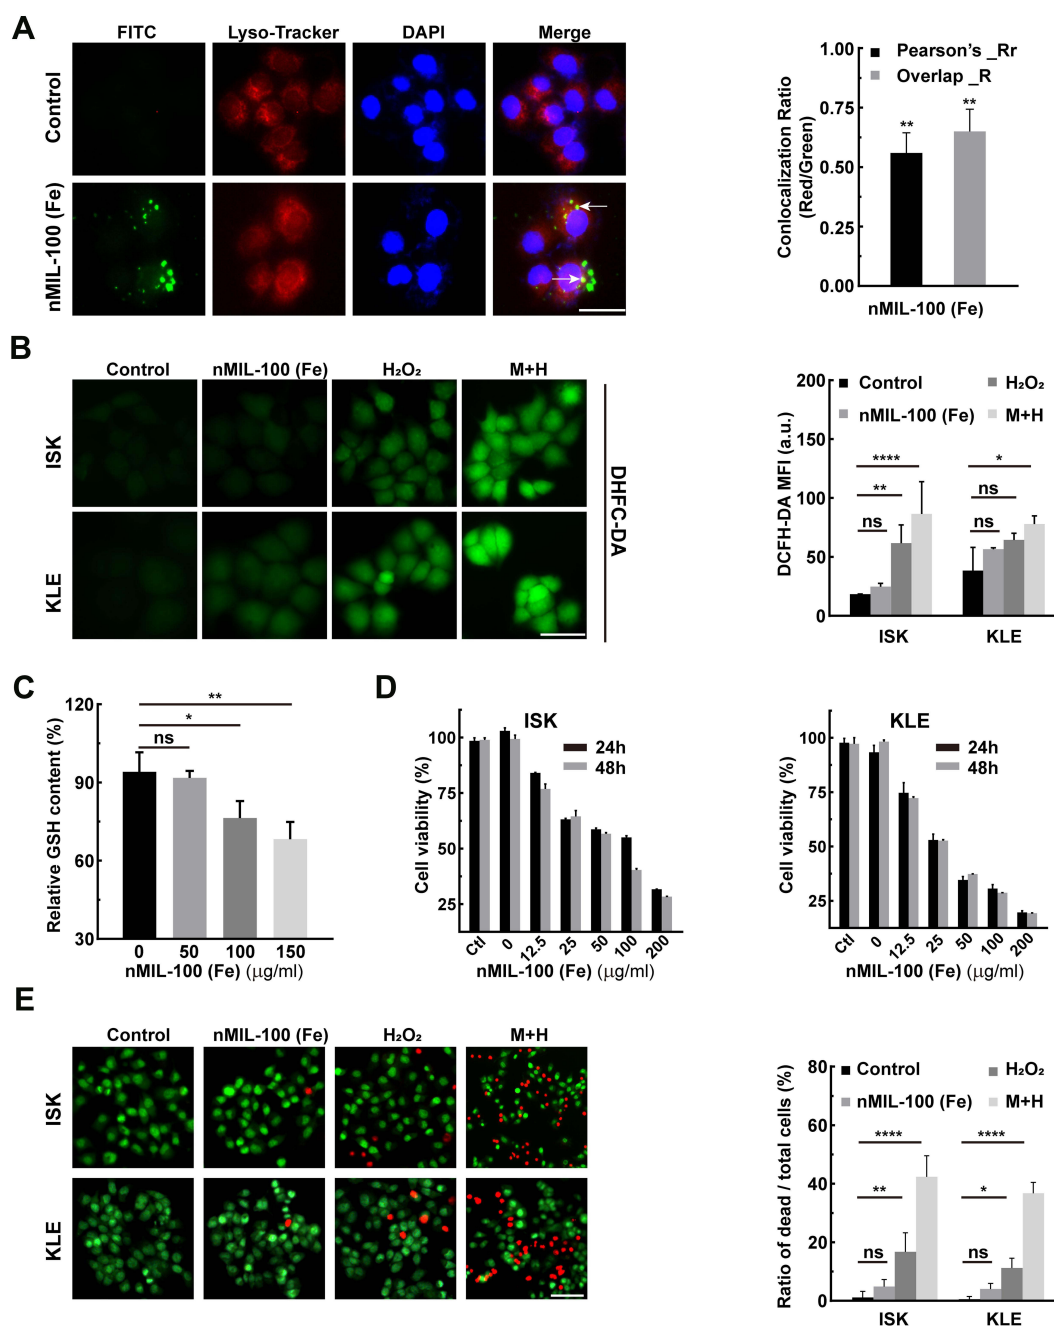 A
FITC Lyso-Tracker DAPI Merge
Control
nMIL-100 (Fe)
Conlocalization Ratio
(Red/Green)
1.00
0.75
0.50
0.25
0.00
Pearson's _Rr
Overlap _R
** **
nMIL-100 (Fe)
B
Control nMIL-100 (Fe) H₂O₂ M+H
ISK
KLE
DHFC-DA
DCFH-DA MFI (a.u.)
200
150
100
50
0
Control H₂O₂
nMIL-100 (Fe) M+H
**** *
** ns
ns ns
ISK KLE
C
Relative GSH content (%)
120
90
60
30
**
*
ns
0 50 100 150
nMIL-100 (Fe) (μg/ml)
D
ISK
24h
48h
Cell viability (%)
100
75
50
25
Ctl 0 12.5 25 50 100 200
nMIL-100 (Fe) (μg/ml)
KLE
24h
48h
Cell viability (%)
100
75
50
25
Ctl 0 12.5 25 50 100 200
nMIL-100 (Fe) (μg/ml)
E
Control nMIL-100 (Fe) H₂O₂ M+H
ISK
KLE
Ratio of dead / total cells (%)
80
60
40
20
0
Control H₂O₂
nMIL-100 (Fe) M+H
**** ****
** *
ns ns
ISK KLE